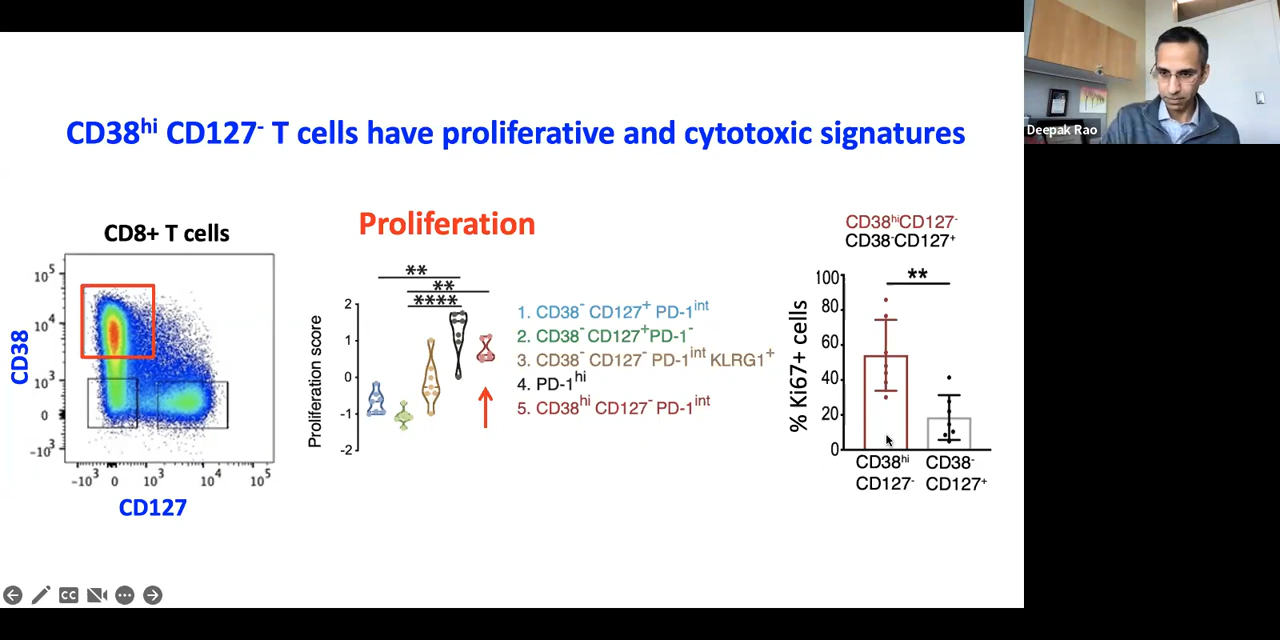 CD38hi CD127- T cells have proliferative and cytotoxic signatures
Deepak Rao
CD8+ T cells
10^5
10^4
10^3
0
-10^3
CD38
-10^3 0 10^3 10^4 10^5
CD127
Proliferation
**
**
****
2
1
0
-1
-2
Proliferation score
1. CD38- CD127+ PD-1int
2. CD38- CD127+PD-1-
3. CD38- CD127- PD-1int KLRG1+
4. PD-1hi
5. CD38hi CD127- PD-1int
CD38hiCD127-
CD38-CD127+
**
100
80
60
40
20
0
% Ki67+ cells
CD38hi CD38-
CD127- CD127+
CC